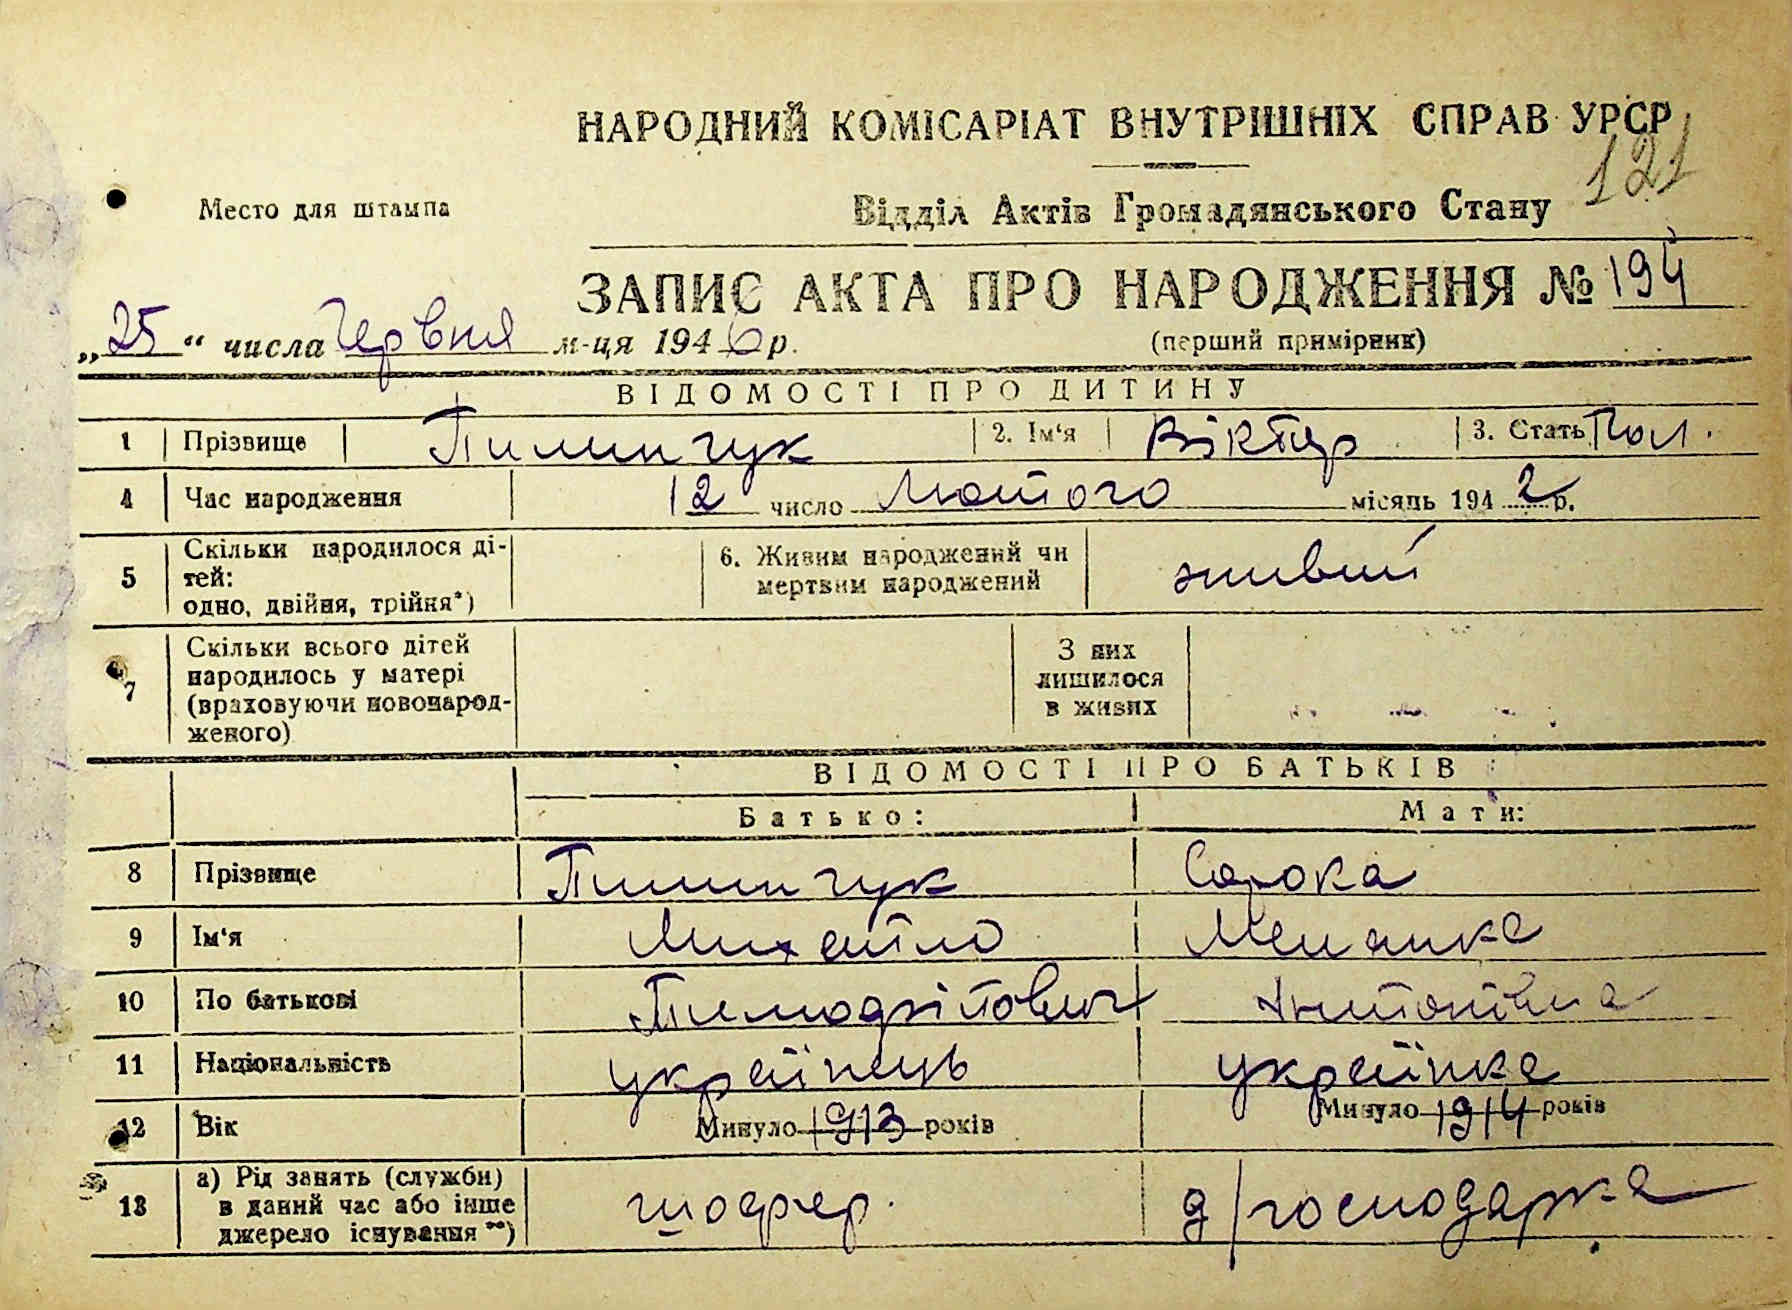 НАРОДНИЙ КОМІСАРІАТ ВНУТРІШНІХ СПРАВ УРСР
121
Место для штампа
Відділ Актів Громадянського Стану
ЗАПИС АКТА ПРО НАРОДЖЕННЯ № 194
„25“ числа Червня м-ця 1946 р.
(перший примірник)
ВІДОМОСТІ ПРО ДИТИНУ
1 Прізвище Пилипчук 2. Ім‘я Віктор 3. Стать Чол.
4 Час народження 12 число Лютого місяць 1942 р.
5 Скільки народилося ді-
тей:
одно, двійня, трійня*)
6. Живим народжений чи
мертвим народжений живий
7 Скільки всього дітей
народилось у матері
(враховуючи новонарод-
женого)
З них
лишилося
в живих
ВІДОМОСТІ ПРО БАТЬКІВ
Батько: Мати:
8 Прізвище Пилипчук Сорока
9 Ім‘я Михайло Меланка
10 По батькові Антонівна
11 Національність українець українка
12 Вік Минуло 1913 років Минуло 1914 років
13 а) Рід занять (служби)
в даний час або інше
джерело існування **)
шофер. д/господарка